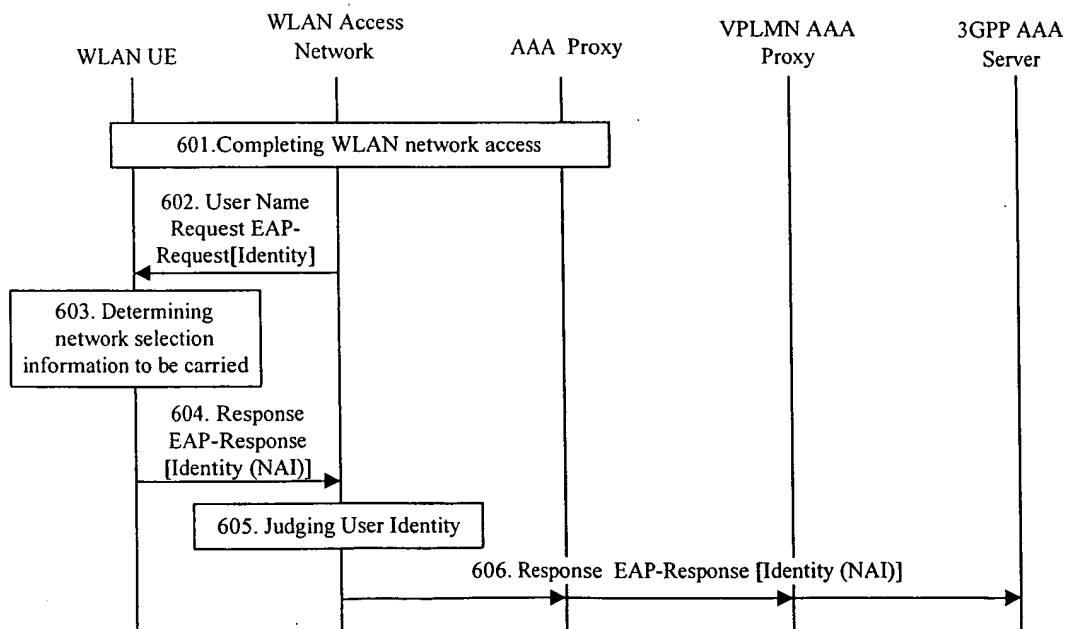 WLAN UE
WLAN Access
Network
AAA Proxy
VPLMN AAA
Proxy
3GPP AAA
Server
601.Completing WLAN network access
602. User Name
Request EAP-
Request[Identity]
603. Determining
network selection
information to be carried
604. Response
EAP-Response
[Identity (NAI)]
605. Judging User Identity
606. Response EAP-Response [Identity (NAI)]